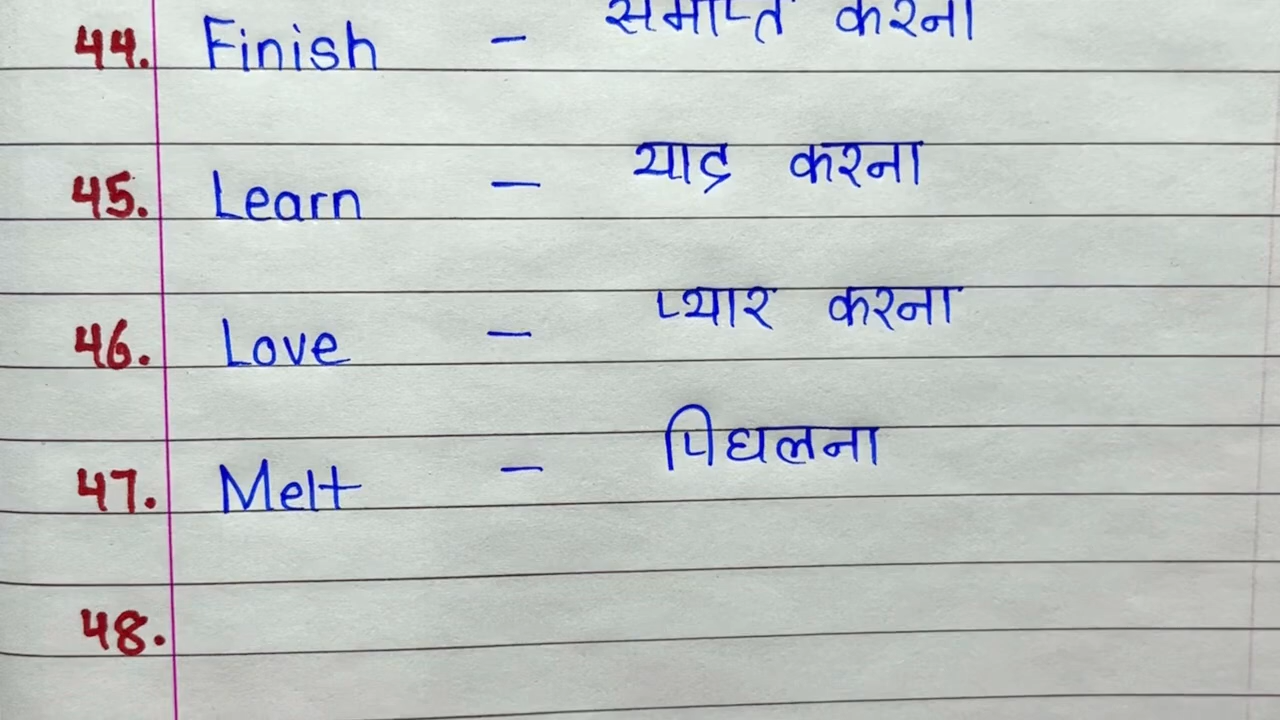 44. Finish - समाप्त करना
45. Learn - याद करना
46. Love - प्यार करना
47. Melt - पिघलना
48.